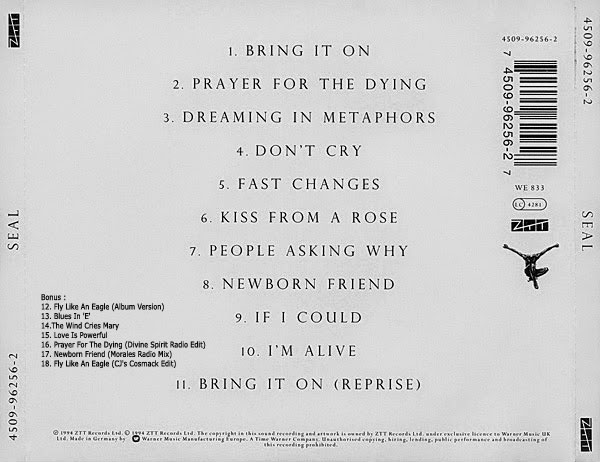 1. BRING IT ON
2. PRAYER FOR THE DYING
3. DREAMING IN METAPHORS
4. DON'T CRY
5. FAST CHANGES
6. KISS FROM A ROSE
7. PEOPLE ASKING WHY
8. NEWBORN FRIEND
9. IF I COULD
10. I'M ALIVE
11. BRING IT ON (REPRISE)
Bonus :
12. Fly Like An Eagle (Album Version)
13. Blues In 'E'
14.The Wind Cries Mary
15. Love Is Powerful
16. Prayer For The Dying (Divine Spirit Radio Edit)
17. Newborn Friend (Morales Radio Mix)
18. Fly Like An Eagle (CJ's Cosmack Edit)
℗ 1994 ZTT Records Ltd. © 1994 ZTT Records Ltd. The copyright in this sound recording and artwork is owned by ZTT Records Ltd. under exclusive licence to Warner Music UK
Ltd. Made in Germany by Warner Music Manufacturing Europe. A Time Warner Company. Unauthorised copying, hiring, lending, public performance and broadcasting of
this recording prohibited.
4509-96256-2
7 4509-96256-2 7
WE 833
LC 4281
ZTT
ZTT
SEAL
4509-96256-2
4509-96256-2
SEAL
ZTT